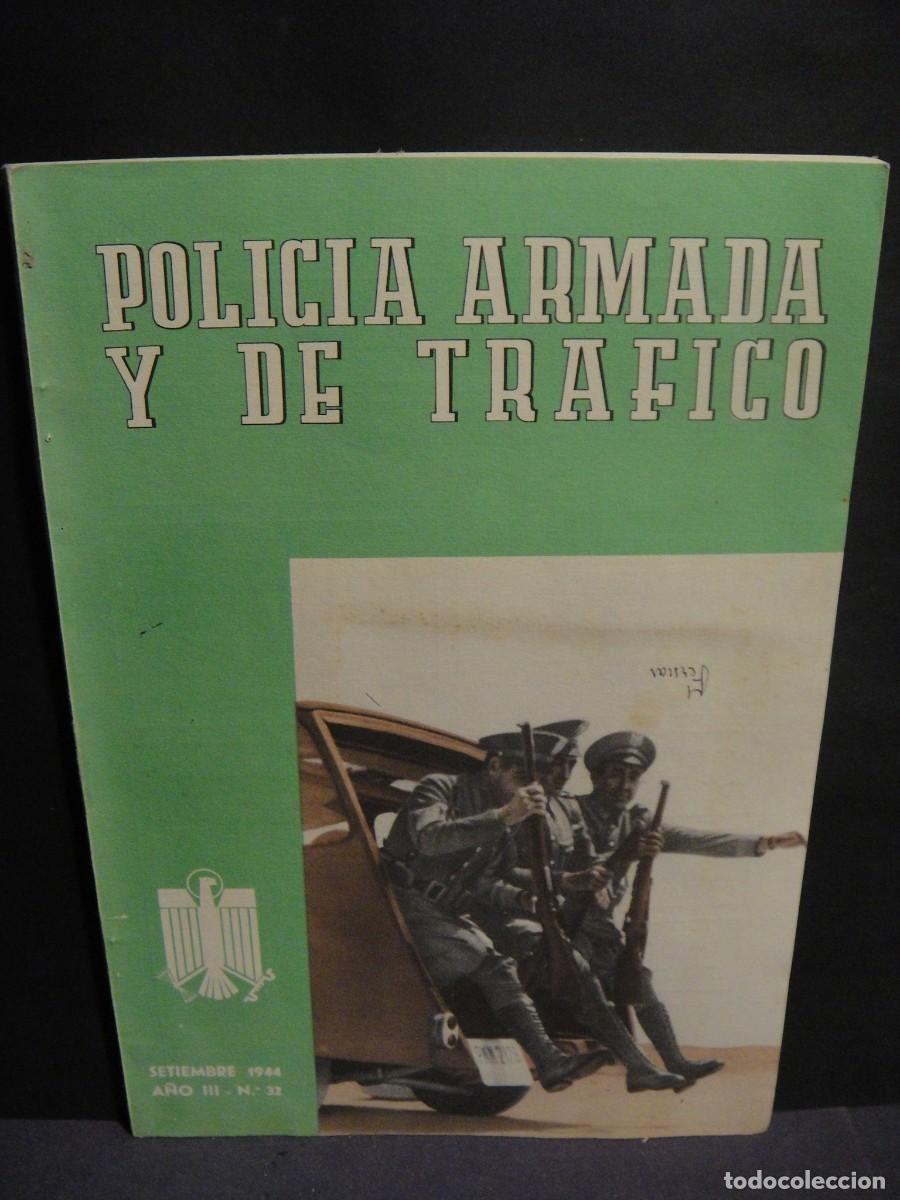 POLICIA ARMADA
Y DE TRAFICO
SETIEMBRE 1944
AÑO III - N.º 32
todocoleccion